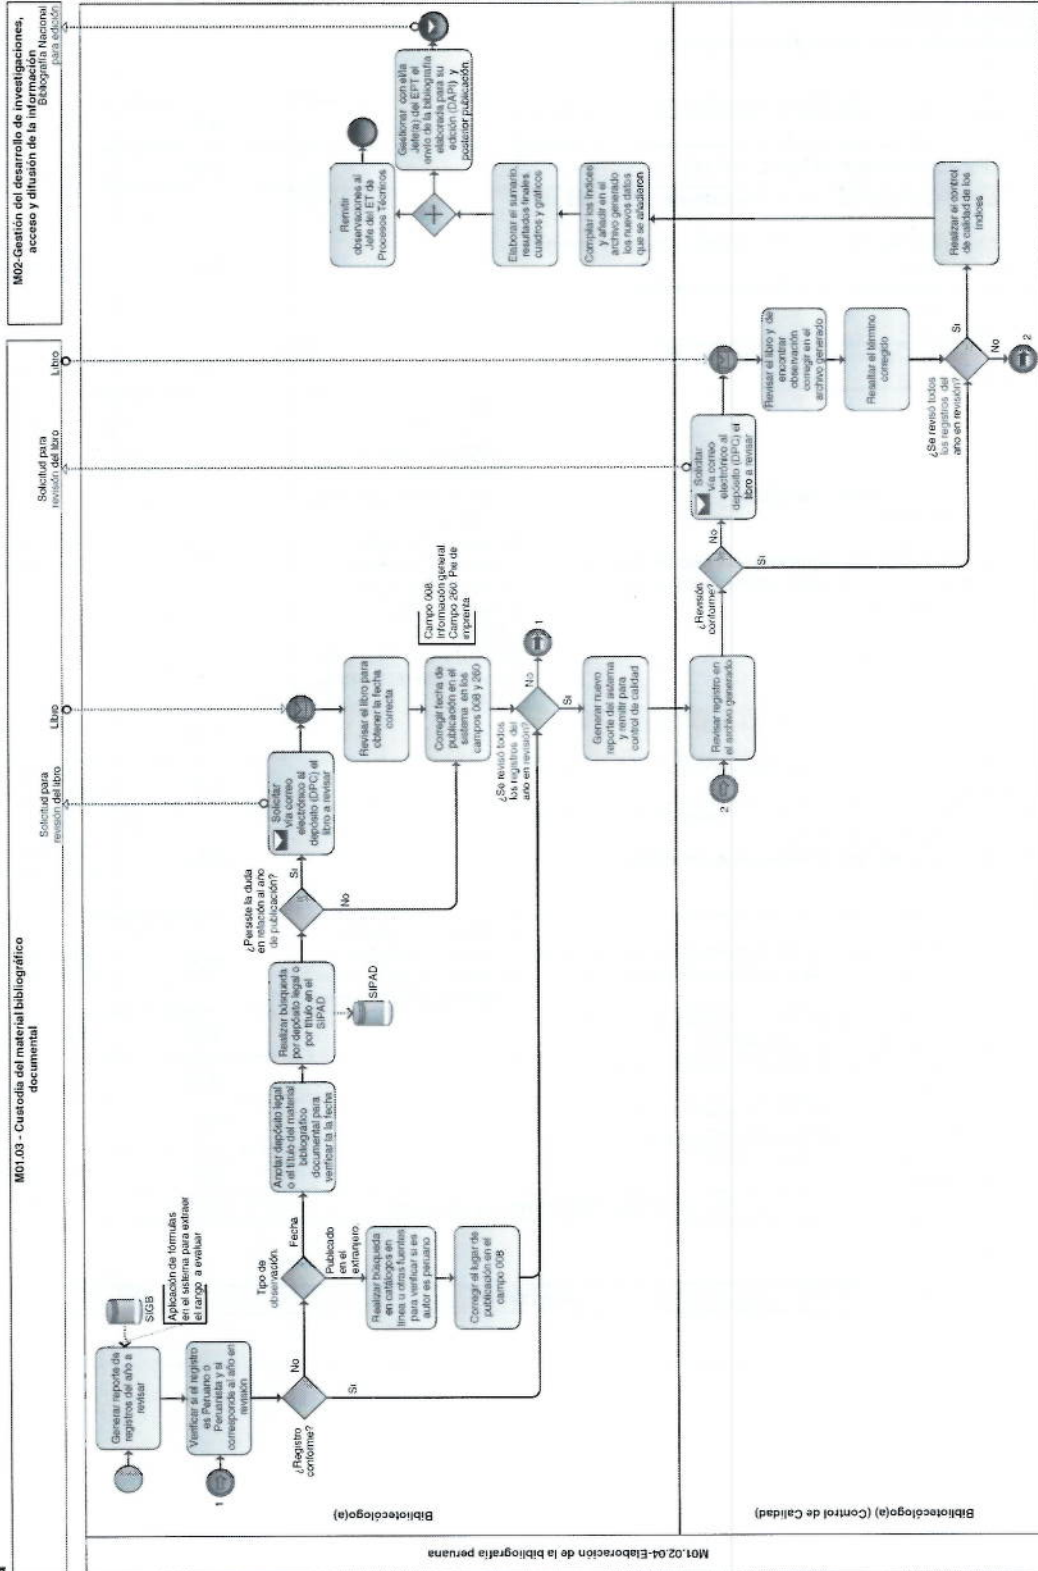 M01.03 - Custodia del material bibliográfico
documental
M02-Gestión del desarrollo de investigaciones,
acceso y difusión de la información
Solicitud para
revisión del libro
Libro
Solicitud para
revisión del libro
Libro
Bibliografía Nacional
para edición
M01.02.04-Elaboración de la bibliografía peruana
Bibliotecólogo(a)
Generar reporte de
registros del año a
revisar
SIGB
Aplicación de fórmulas
en el sistema para extraer
el rango a evaluar
1
Verificar si el registro
es Peruano o
Peruanista y si
corresponde al año en
revisión
¿Registro
conforme?
No
Si
Tipo de
observación
Fecha
Publicado
en el
extranjero
Realizar búsqueda
en catálogos en
línea u otras fuentes
para verificar si es
autor es peruano
Corregir el lugar de
publicación en el
campo 008
Anotar depósito legal
o el título del material
bibliográfico
documental para
verificar la la fecha
Realizar búsqueda
por depósito legal o
por título en el
SIPAD
SIPAD
¿Persiste la duda
en relación al año
de publicación?
Si
No
Solicitar
vía correo
electrónico al
depósito (DPC) el
libro a revisar
Revisar el libro para
obtener la fecha
correcta
Corregir fecha de
publicación en el
sistema en los
campos 008 y 260
Campo 008.
Información general
Campo 260. Pie de
imprenta
¿Se revisó todos
los registros del
año en revisión?
No
1
Si
Generar nuevo
reporte del sistema
y remitir para
control de calidad
Remitir
observaciones al
Jefe del ET de
Procesos Técnicos
Gestionar con el/la
Jefe(a) del EPT el
envío de la bibliografía
elaborada para su
edición (DAPI) y
posterior publicación.
Elaborar el sumario,
resultados finales,
cuadros y gráficos
Compilar los índices
y añadir en el
archivo generado
los nuevos datos
que se añadieron
Bibliotecólogo(a) (Control de Calidad)
2
Revisar registro en
el archivo generado
¿Revisión
conforme?
No
Si
Solicitar
vía correo
electrónico al
depósito (DPC) el
libro a revisar
Revisar el libro y de
encontrar
observación
corregir en el
archivo generado
Resaltar el término
corregido
¿Se revisó todos
los registros del
año en revisión?
Si
No
2
Realizar el control
de calidad de los
índices